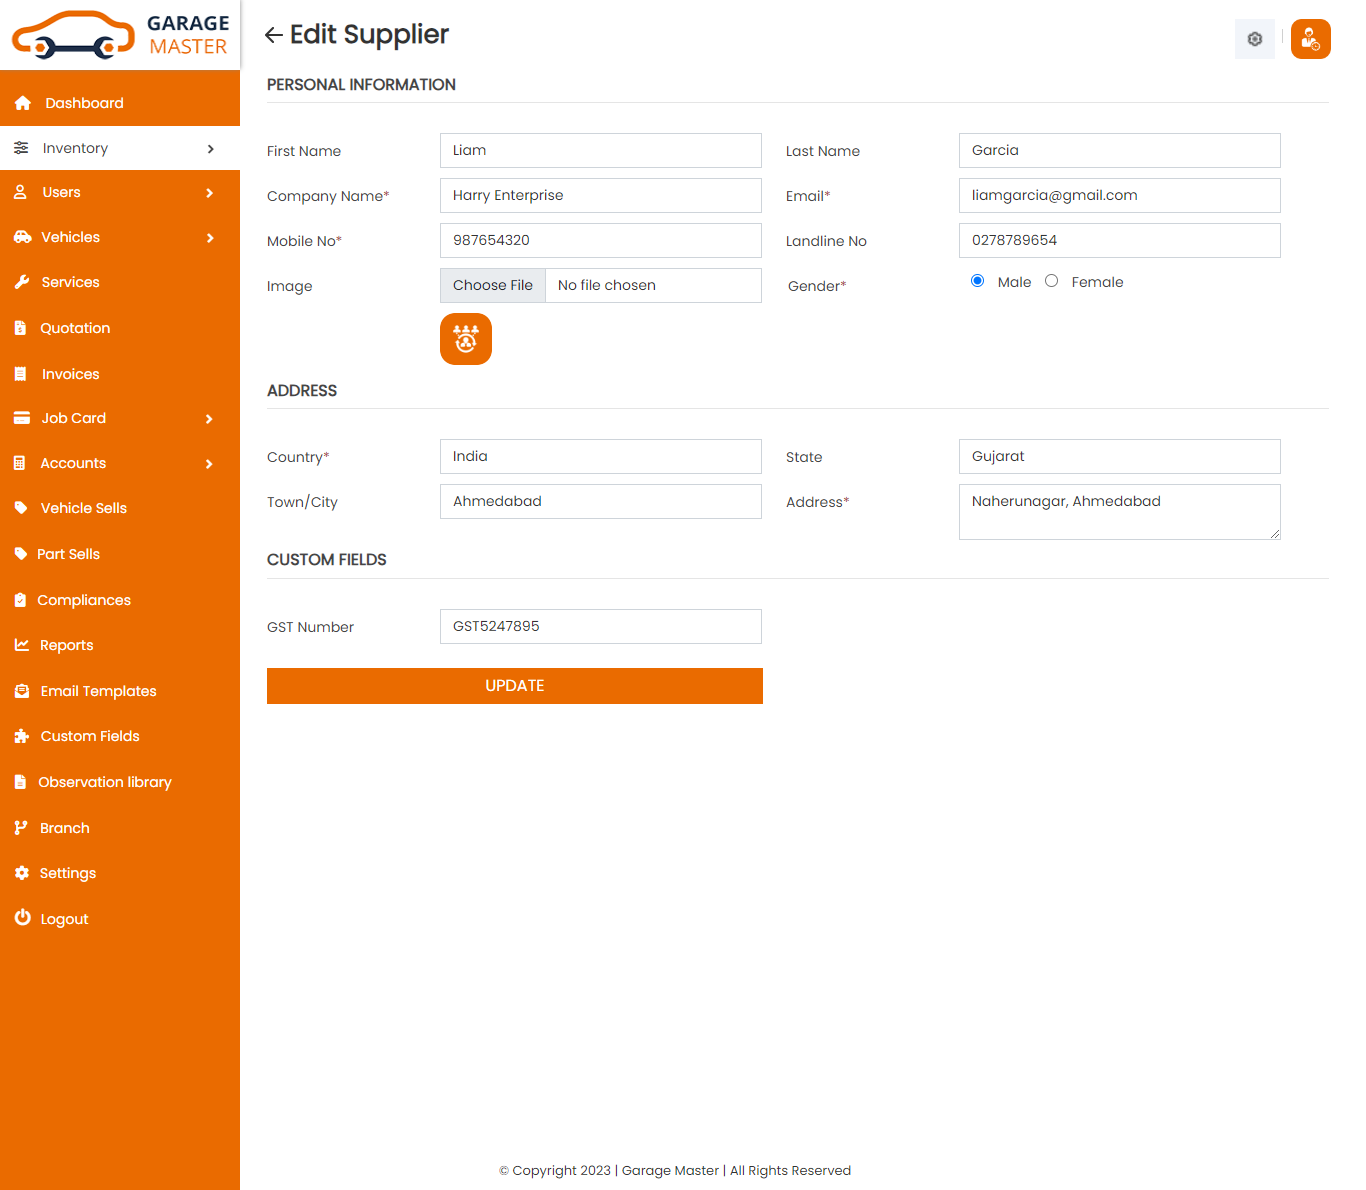 GARAGE
MASTER
Edit Supplier
PERSONAL INFORMATION
First Name Liam Last Name Garcia
Company Name* Harry Enterprise Email* liamgarcia@gmail.com
Mobile No* 987654320 Landline No 0278789654
Image Choose File No file chosen Gender* Male Female
ADDRESS
Country* India State Gujarat
Town/City Ahmedabad Address* Naherunagar, Ahmedabad
CUSTOM FIELDS
GST Number GST5247895
UPDATE
Dashboard
Inventory
Users
Vehicles
Services
Quotation
Invoices
Job Card
Accounts
Vehicle Sells
Part Sells
Compliances
Reports
Email Templates
Custom Fields
Observation library
Branch
Settings
Logout
© Copyright 2023 | Garage Master | All Rights Reserved